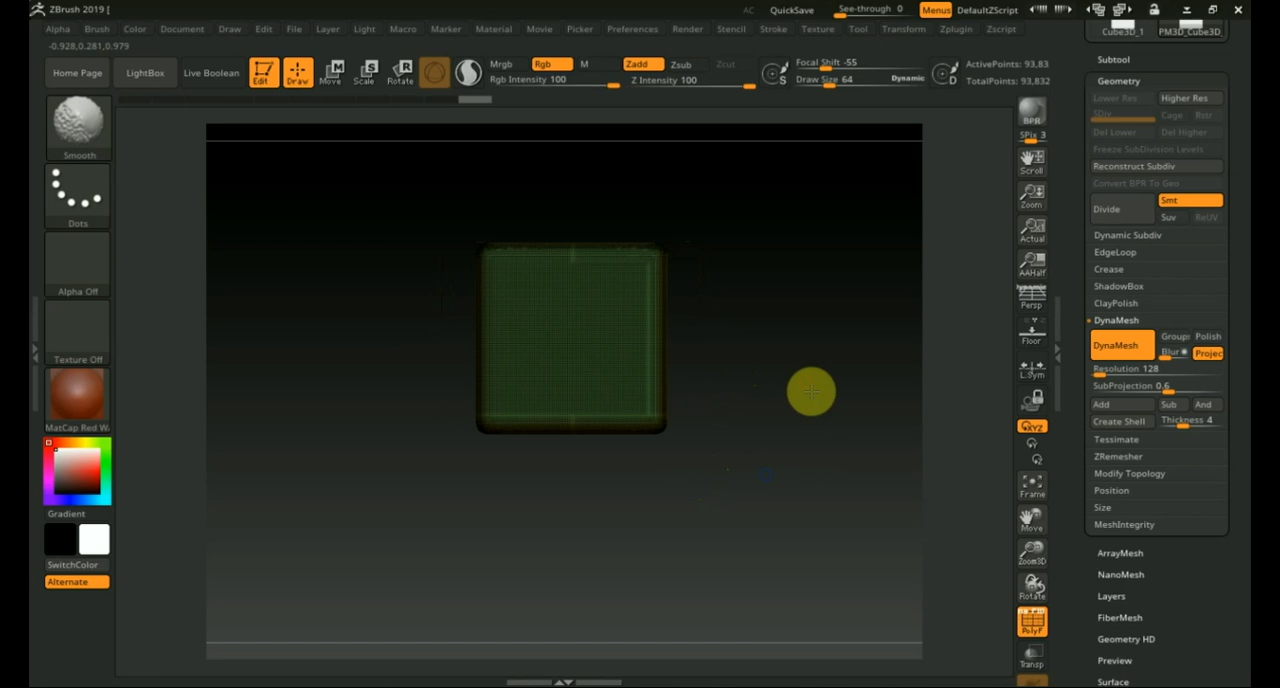 ZBrush 2019 [
AC QuickSave See-through 0 Menus DefaultZScript
Alpha Brush Color Document Draw Edit File Layer Light Macro Marker Material Movie Picker Preferences Render Stencil Stroke Texture Tool Transform Zplugin Zscript
-0.928,0.281,0.979
Home Page LightBox Live Boolean Edit Draw Move Scale Rotate
Mrgb Rgb M Zadd Zsub Zcut
Rgb Intensity 100 Z Intensity 100
Focal Shift -55
Draw Size 64 Dynamic
S
D
ActivePoints: 93,83
TotalPoints: 93,832
Smooth
Dots
Alpha Off
Texture Off
MatCap Red W
Gradient
SwitchColor
Alternate
BPR
SPix 3
Scroll
Zoom
Actual
AAHalf
Dynamic
Persp
Floor
L.Sym
XYZ
Frame
Move
Zoom3D
Rotate
PolyF
Transp
Cube3D_1 PM3D_Cube3D_
Subtool
Geometry
Lower Res Higher Res
SDiv Cage Rstr
Del Lower Del Higher
Freeze SubDivision Levels
Reconstruct Subdiv
Convert BPR To Geo
Divide Smt
Suv ReUV
Dynamic Subdiv
EdgeLoop
Crease
ShadowBox
ClayPolish
DynaMesh
DynaMesh Group Polish
Blur Projec
Resolution 128
SubProjection 0.6
Add Sub And
Create Shell Thickness 4
Tessimate
ZRemesher
Modify Topology
Position
Size
MeshIntegrity
ArrayMesh
NanoMesh
Layers
FiberMesh
Geometry HD
Preview
Surface